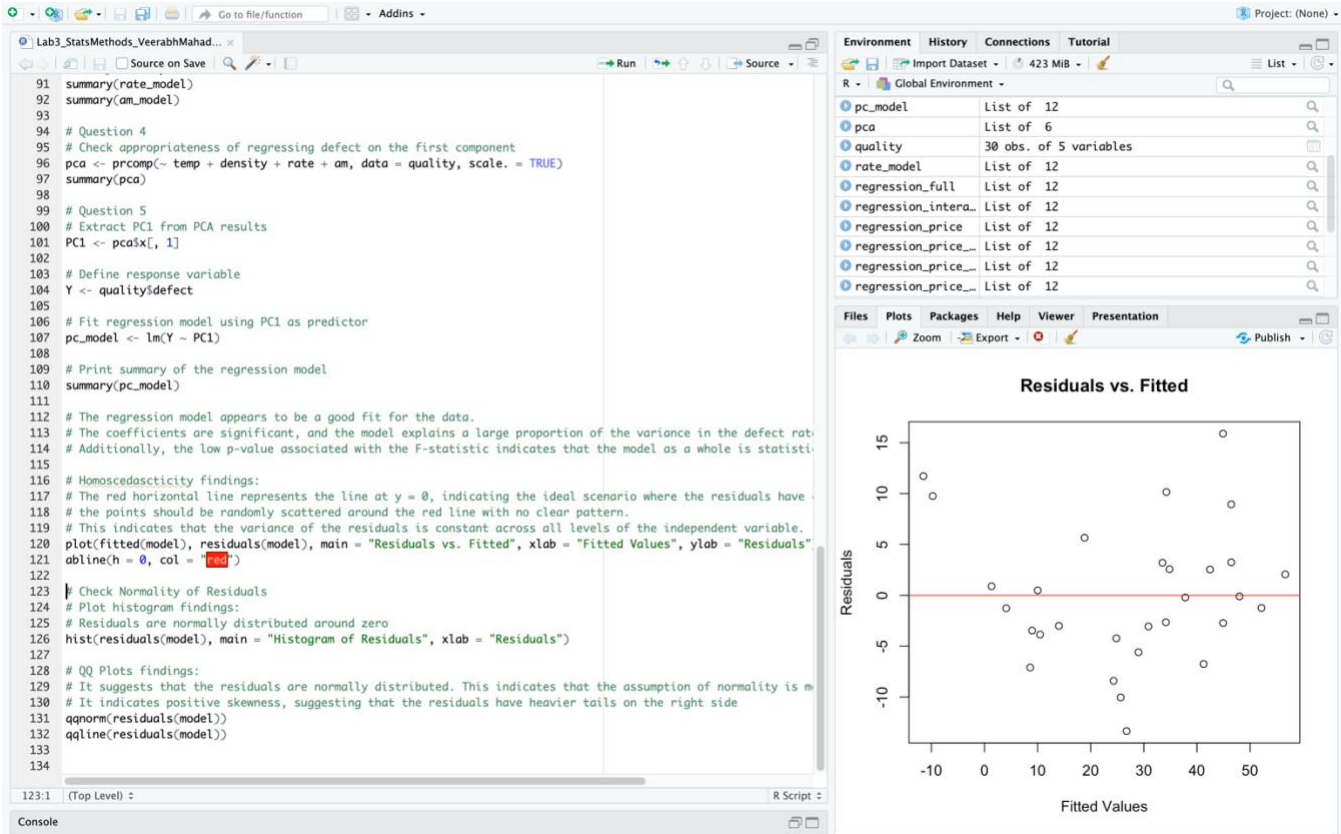 Go to file/function
Addins
Project: (None)
Lab3_StatsMethods_VeerabhMahad...
Source on Save
Run
Source
91 summary(rate_model)
92 summary(am_model)
93
94 # Question 4
95 # Check appropriateness of regressing defect on the first component
96 pca <- prcomp(~ temp + density + rate + am, data = quality, scale. = TRUE)
97 summary(pca)
98
99 # Question 5
100 # Extract PC1 from PCA results
101 PC1 <- pca$x[, 1]
102
103 # Define response variable
104 Y <- quality$defect
105
106 # Fit regression model using PC1 as predictor
107 pc_model <- lm(Y ~ PC1)
108
109 # Print summary of the regression model
110 summary(pc_model)
111
112 # The regression model appears to be a good fit for the data.
113 # The coefficients are significant, and the model explains a large proportion of the variance in the defect rat
114 # Additionally, the low p-value associated with the F-statistic indicates that the model as a whole is statisti
115
116 # Homoscedascticity findings:
117 # The red horizontal line represents the line at y = 0, indicating the ideal scenario where the residuals have
118 # the points should be randomly scattered around the red line with no clear pattern.
119 # This indicates that the variance of the residuals is constant across all levels of the independent variable.
120 plot(fitted(model), residuals(model), main = "Residuals vs. Fitted", xlab = "Fitted Values", ylab = "Residuals"
121 abline(h = 0, col = "red")
122
123 # Check Normality of Residuals
124 # Plot histogram findings:
125 # Residuals are normally distributed around zero
126 hist(residuals(model), main = "Histogram of Residuals", xlab = "Residuals")
127
128 # QQ Plots findings:
129 # It suggests that the residuals are normally distributed. This indicates that the assumption of normality is m
130 # It indicates positive skewness, suggesting that the residuals have heavier tails on the right side
131 qqnorm(residuals(model))
132 qqline(residuals(model))
133
134
123:1 (Top Level)
R Script
Console
Environment History Connections Tutorial
Import Dataset 423 MiB List
R Global Environment
pc_model List of 12
pca List of 6
quality 30 obs. of 5 variables
rate_model List of 12
regression_full List of 12
regression_intera… List of 12
regression_price List of 12
regression_price_… List of 12
regression_price_… List of 12
regression_price_… List of 12
Files Plots Packages Help Viewer Presentation
Zoom Export Publish
Residuals vs. Fitted
Residuals
15
10
5
0
-5
-10
-10 0 10 20 30 40 50
Fitted Values